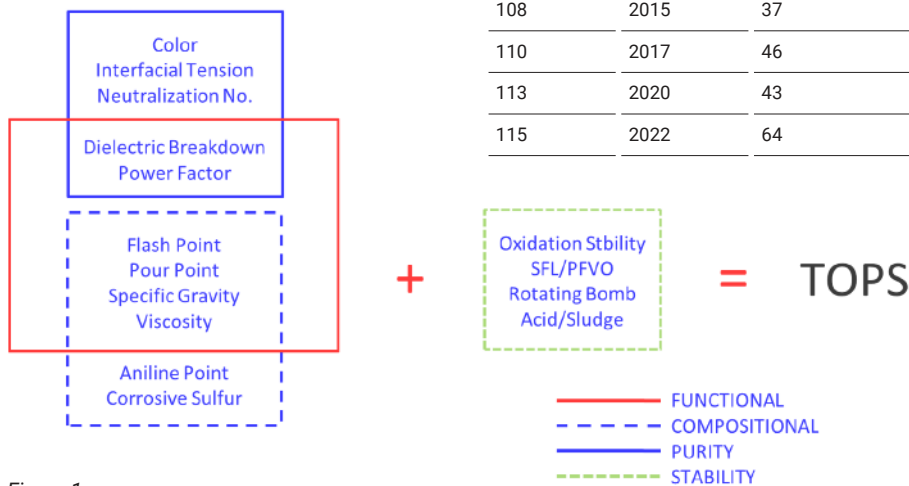 108 2015 37
110 2017 46
113 2020 43
115 2022 64
Color
Interfacial Tension
Neutralization No.
Dielectric Breakdown
Power Factor
Flash Point
Pour Point
Specific Gravity
Viscosity
Aniline Point
Corrosive Sulfur
+
Oxidation Stbility
SFL/PFVO
Rotating Bomb
Acid/Sludge
=
TOPS
FUNCTIONAL
COMPOSITIONAL
PURITY
STABILITY